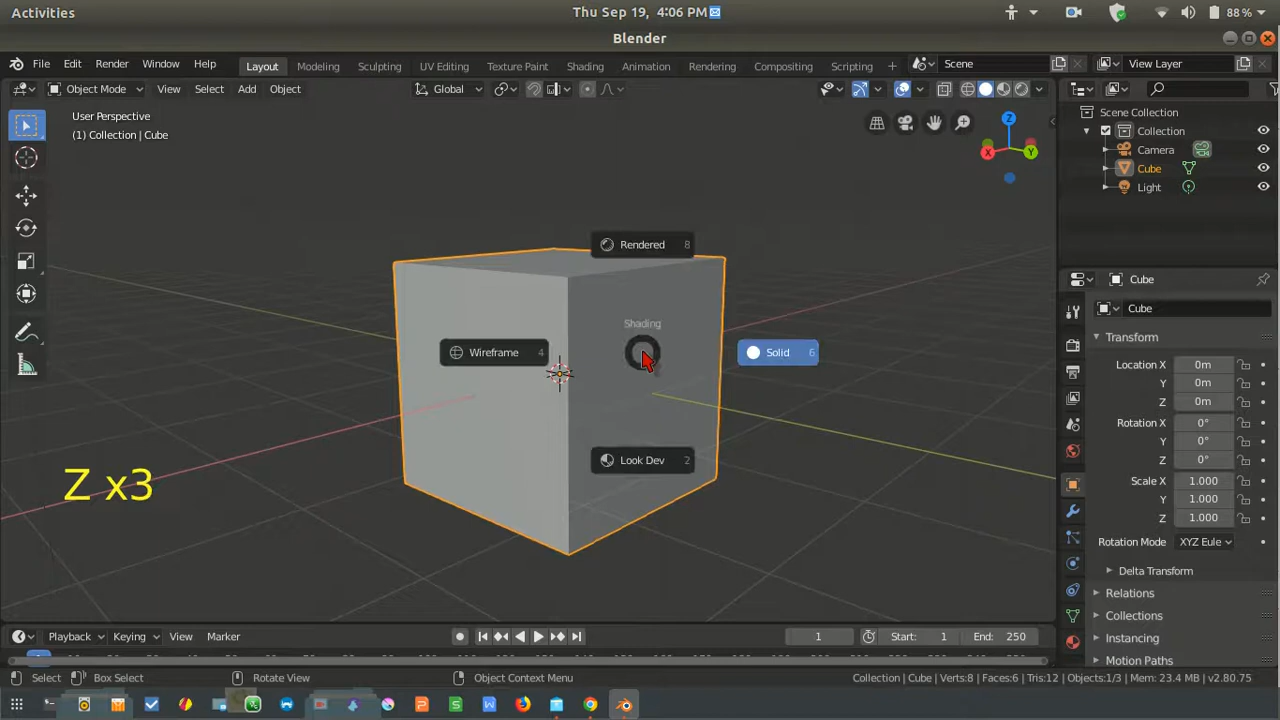 Activities
Thu Sep 19, 4:06 PM
88 %
Blender
File Edit Render Window Help
Layout Modeling Sculpting UV Editing Texture Paint Shading Animation Rendering Compositing Scripting +
Scene
View Layer
Object Mode View Select Add Object
Global
User Perspective
(1) Collection | Cube
Z
X
Y
Scene Collection
Collection
Camera
Cube
Light
Rendered 8
Shading
Wireframe 4
Solid 6
Look Dev 2
Z x3
Cube
Cube
Transform
Location X 0m
Y 0m
Z 0m
Rotation X 0°
Y 0°
Z 0°
Scale X 1.000
Y 1.000
Z 1.000
Rotation Mode XYZ Eule
Delta Transform
Relations
Collections
Instancing
Motion Paths
Playback Keying View Marker
1
Start: 1
End: 250
Select
Box Select
Rotate View
Object Context Menu
Collection | Cube | Verts:8 | Faces:6 | Tris:12 | Objects:1/3 | Mem: 23.4 MB | v2.80.75